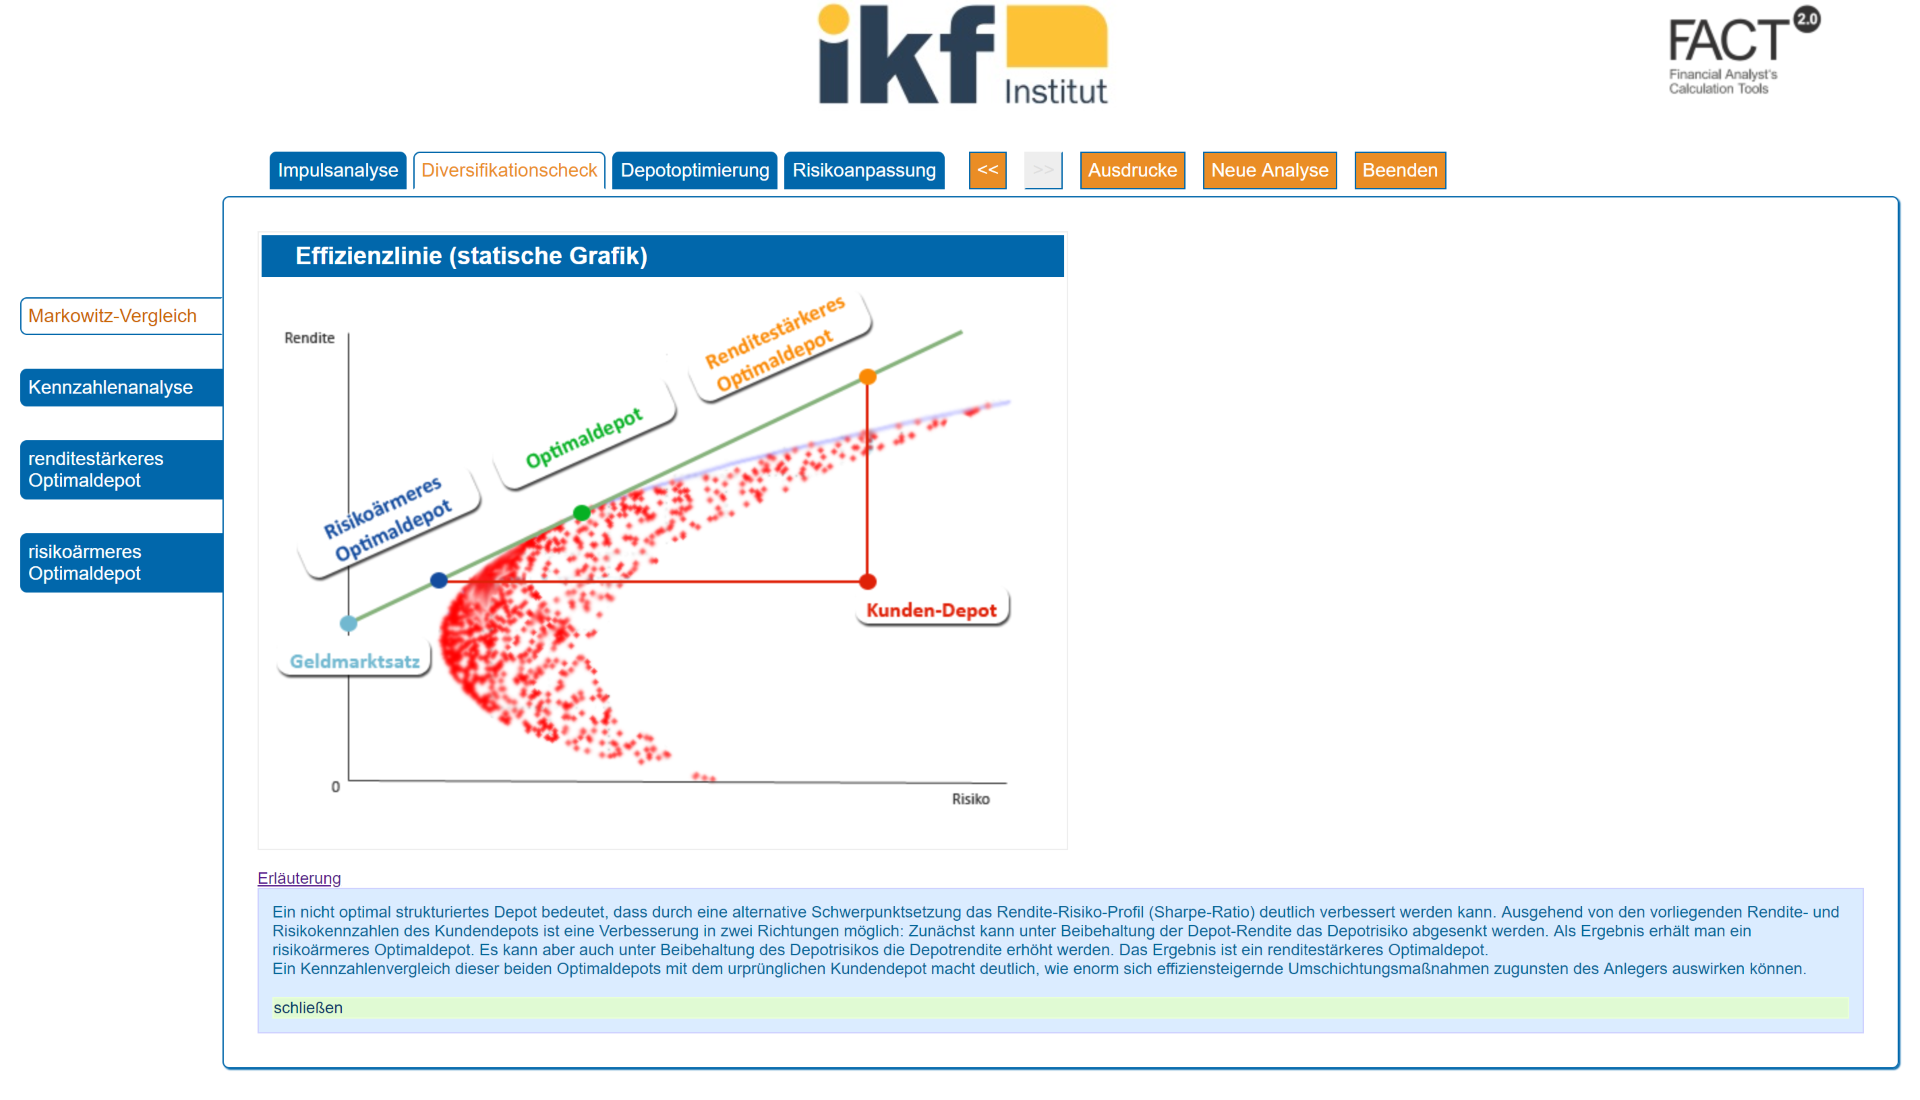 ikf
Institut
FACT 2.0
Financial Analyst's
Calculation Tools
Impulsanalyse
Diversifikationscheck
Depotoptimierung
Risikoanpassung
<<
>>
Ausdrucke
Neue Analyse
Beenden
Markowitz-Vergleich
Kennzahlenanalyse
renditestärkeres
Optimaldepot
risikoärmeres
Optimaldepot
Effizienzlinie (statische Grafik)
Rendite
Renditestärkeres
Optimaldepot
Optimaldepot
Risikoärmeres
Optimaldepot
Kunden-Depot
Geldmarktsatz
0
Risiko
Erläuterung
Ein nicht optimal strukturiertes Depot bedeutet, dass durch eine alternative Schwerpunktsetzung das Rendite-Risiko-Profil (Sharpe-Ratio) deutlich verbessert werden kann. Ausgehend von den vorliegenden Rendite- und
Risikokennzahlen des Kundendepots ist eine Verbesserung in zwei Richtungen möglich: Zunächst kann unter Beibehaltung der Depot-Rendite das Depotrisiko abgesenkt werden. Als Ergebnis erhält man ein
risikoärmeres Optimaldepot. Es kann aber auch unter Beibehaltung des Depotrisikos die Depotrendite erhöht werden. Das Ergebnis ist ein renditestärkeres Optimaldepot.
Ein Kennzahlenvergleich dieser beiden Optimaldepots mit dem urprünglichen Kundendepot macht deutlich, wie enorm sich effiziensteigernde Umschichtungsmaßnahmen zugunsten des Anlegers auswirken können.
schließen